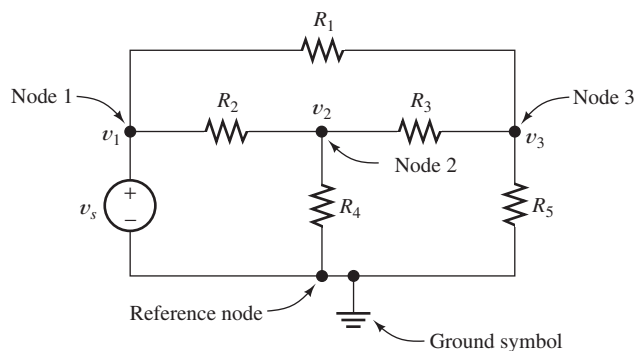 R1
Node 1
R2
v2
R3
Node 3
v1
v3
Node 2
vs
+
−
R4
R5
Reference node
Ground symbol